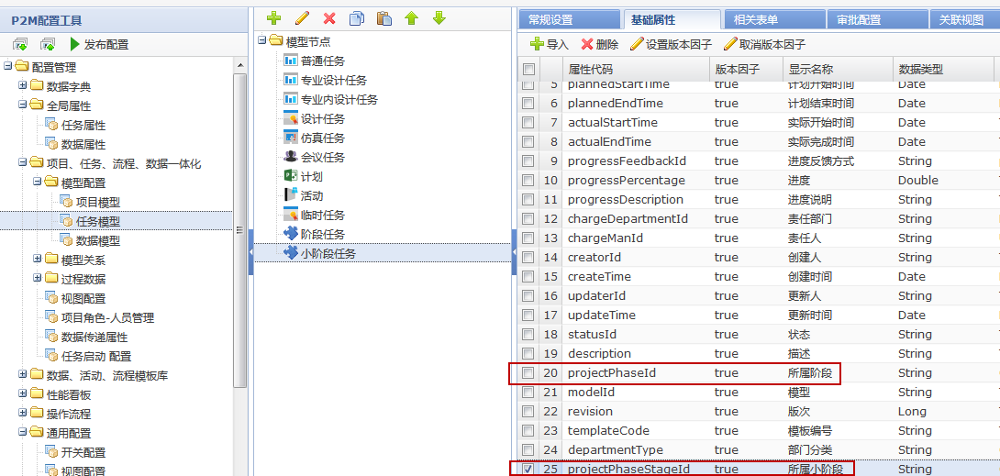 P2M配置工具
发布配置
配置管理
数据字典
全局属性
任务属性
数据属性
项目、任务、流程、数据一体化
模型配置
项目模型
任务模型
数据模型
模型关系
过程数据
视图配置
项目角色-人员管理
数据传递属性
任务启动 配置
数据、活动、流程模板库
性能看板
操作流程
通用配置
开关配置
视图配置
模型节点
普通任务
专业设计任务
专业内设计任务
设计任务
仿真任务
会议任务
计划
活动
临时任务
阶段任务
小阶段任务
常规设置 基础属性 相关表单 审批配置 关联视图
导入 删除 设置版本因子 取消版本因子
属性代码 版本因子 显示名称 数据类型
5 plannedStartTime true 计划开始时间 Date
6 plannedEndTime true 计划结束时间 Date
7 actualStartTime true 实际开始时间 Date
8 actualEndTime true 实际完成时间 Date
9 progressFeedbackId true 进度反馈方式 String
10 progressPercentage true 进度 Double
11 progressDescription true 进度说明 String
12 chargeDepartmentId true 责任部门 String
13 chargeManId true 责任人 String
14 creatorId true 创建人 String
15 createTime true 创建时间 Date
16 updaterId true 更新人 String
17 updateTime true 更新时间 Date
18 statusId true 状态 String
19 description true 描述 String
20 projectPhaseId true 所属阶段 String
21 modelId true 模型 String
22 revision true 版次 Long
23 templateCode true 模板编号 String
24 departmentType true 部门分类 String
25 projectPhaseStageId true 所属小阶段 String